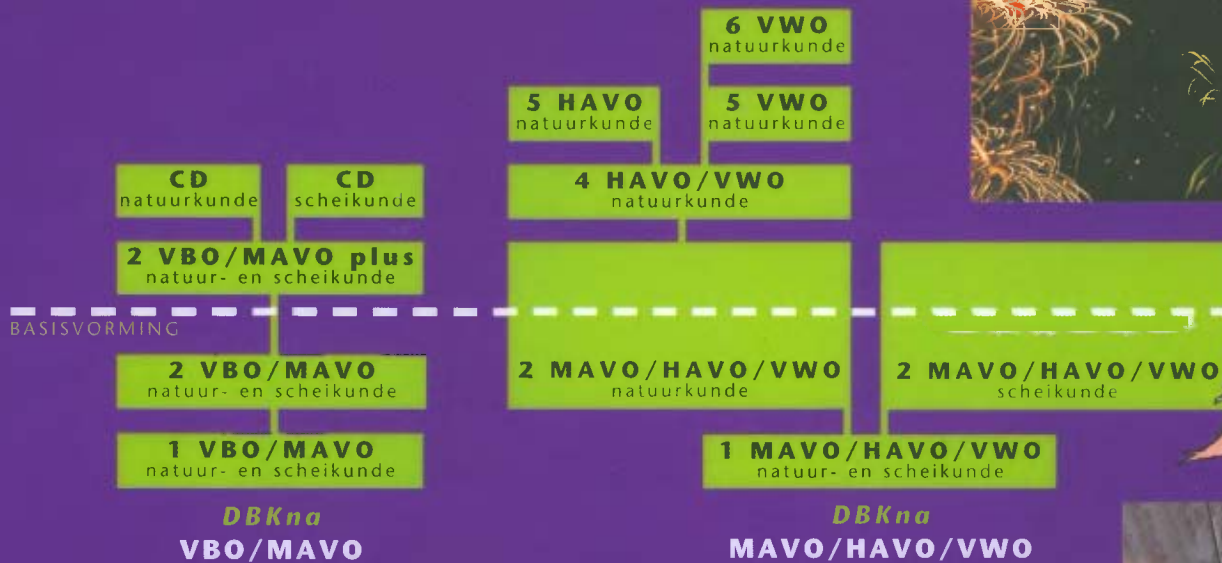 6 VWO
natuurkunde
5 HAVO
natuurkunde
5 VWO
natuurkunde
CD
natuurkunde
CD
scheikunde
4 HAVO/VWO
natuurkunde
2 VBO/MAVO plus
natuur- en scheikunde
BASISVORMING
2 VBO/MAVO
natuur- en scheikunde
2 MAVO/HAVO/VWO
natuurkunde
2 MAVO/HAVO/VWO
scheikunde
1 VBO/MAVO
natuur- en scheikunde
1 MAVO/HAVO/VWO
natuur- en scheikunde
DBKna
VBO/MAVO
DBKna
MAVO/HAVO/VWO